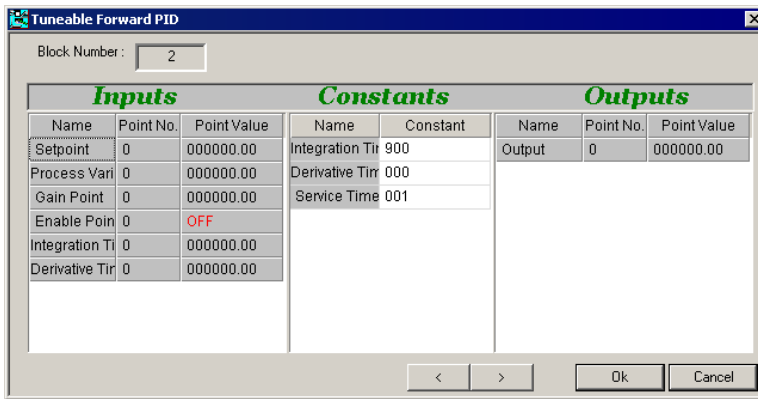 Tuneable Forward PID
Block Number : 2
Inputs Constants Outputs
Name Point No. Point Value Name Constant Name Point No. Point Value
Setpoint 0 000000.00 Integration Tir 900 Output 0 000000.00
Process Vari 0 000000.00 Derivative Tim 000
Gain Point 0 000000.00 Service Time 001
Enable Poin 0 OFF
Integration Ti 0 000000.00
Derivative Tir 0 000000.00
< > Ok Cancel